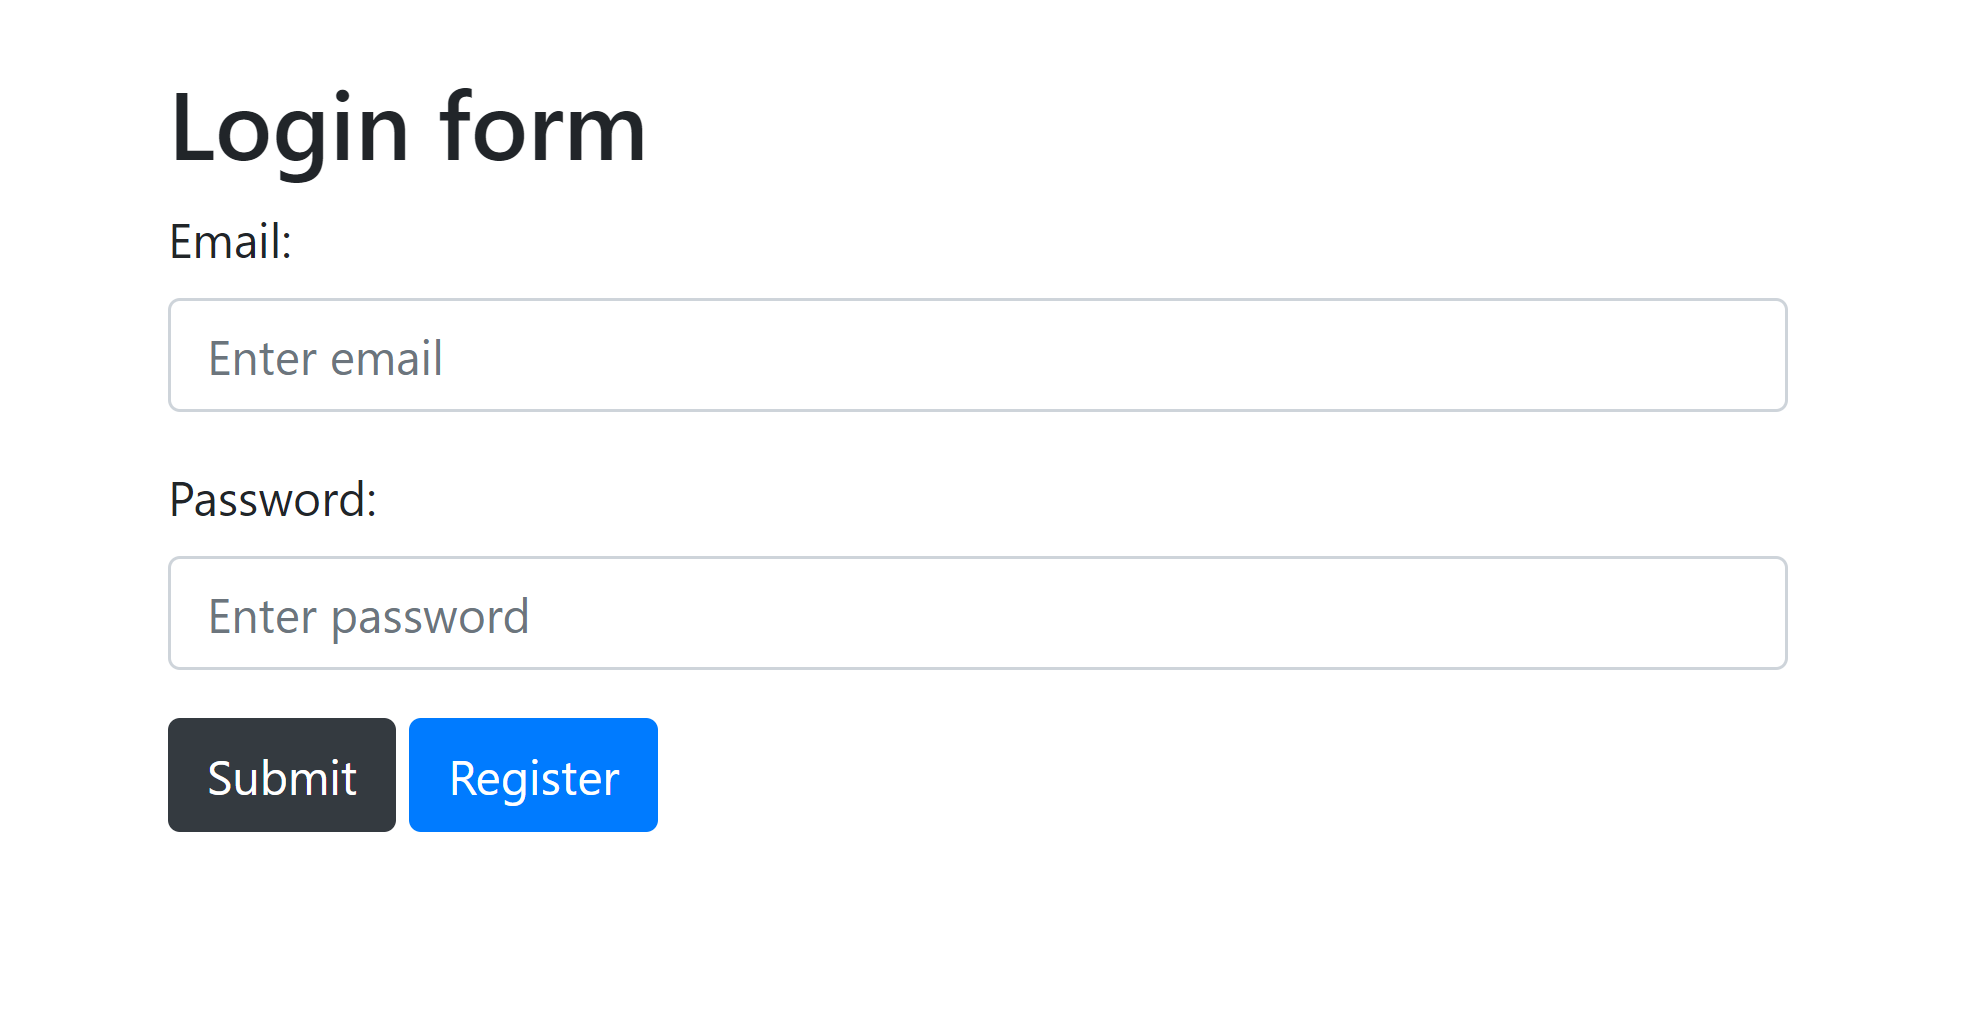 Login form
Email:
Enter email
Password:
Enter password
Submit Register